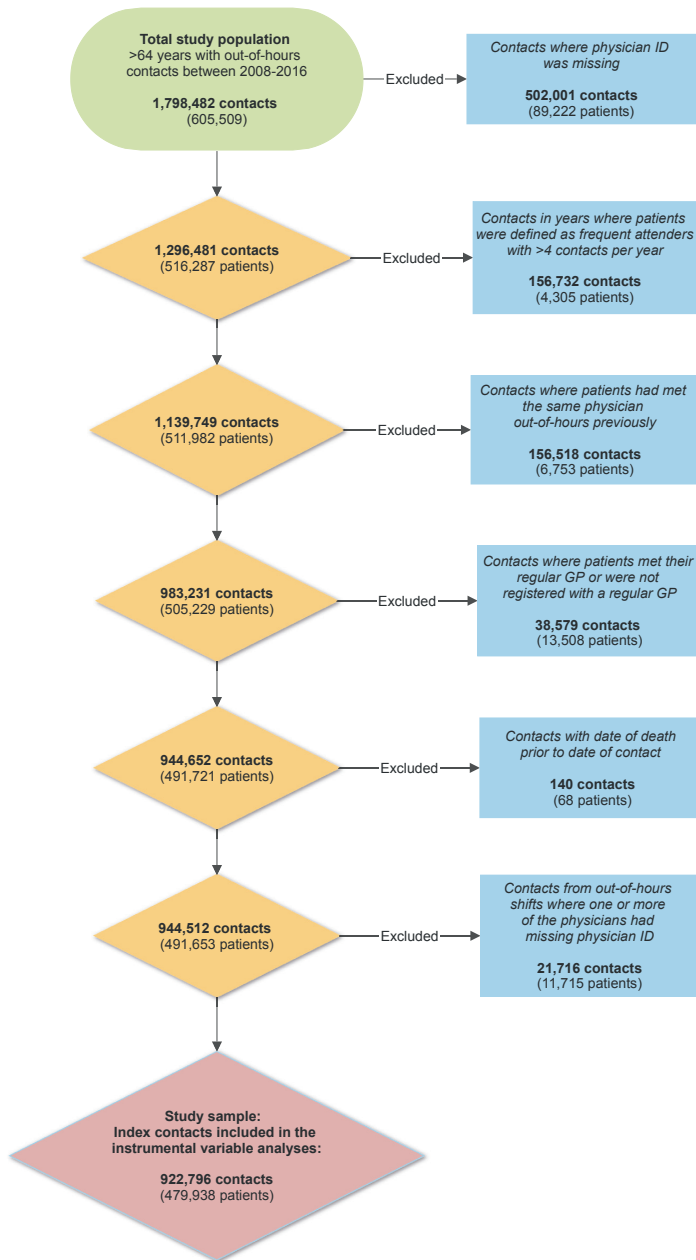 Total study population
>64 years with out-of-hours
contacts between 2008-2016
1,798,482 contacts
(605,509)
Excluded
Contacts where physician ID
was missing
502,001 contacts
(89,222 patients)
1,296,481 contacts
(516,287 patients)
Excluded
Contacts in years where patients
were defined as frequent attenders
with >4 contacts per year
156,732 contacts
(4,305 patients)
1,139,749 contacts
(511,982 patients)
Excluded
Contacts where patients had met
the same physician
out-of-hours previously
156,518 contacts
(6,753 patients)
983,231 contacts
(505,229 patients)
Excluded
Contacts where patients met their
regular GP or were not
registered with a regular GP
38,579 contacts
(13,508 patients)
944,652 contacts
(491,721 patients)
Excluded
Contacts with date of death
prior to date of contact
140 contacts
(68 patients)
944,512 contacts
(491,653 patients)
Excluded
Contacts from out-of-hours
shifts where one or more
of the physicians had
missing physician ID
21,716 contacts
(11,715 patients)
Study sample:
Index contacts included in the
instrumental variable analyses:
922,796 contacts
(479,938 patients)